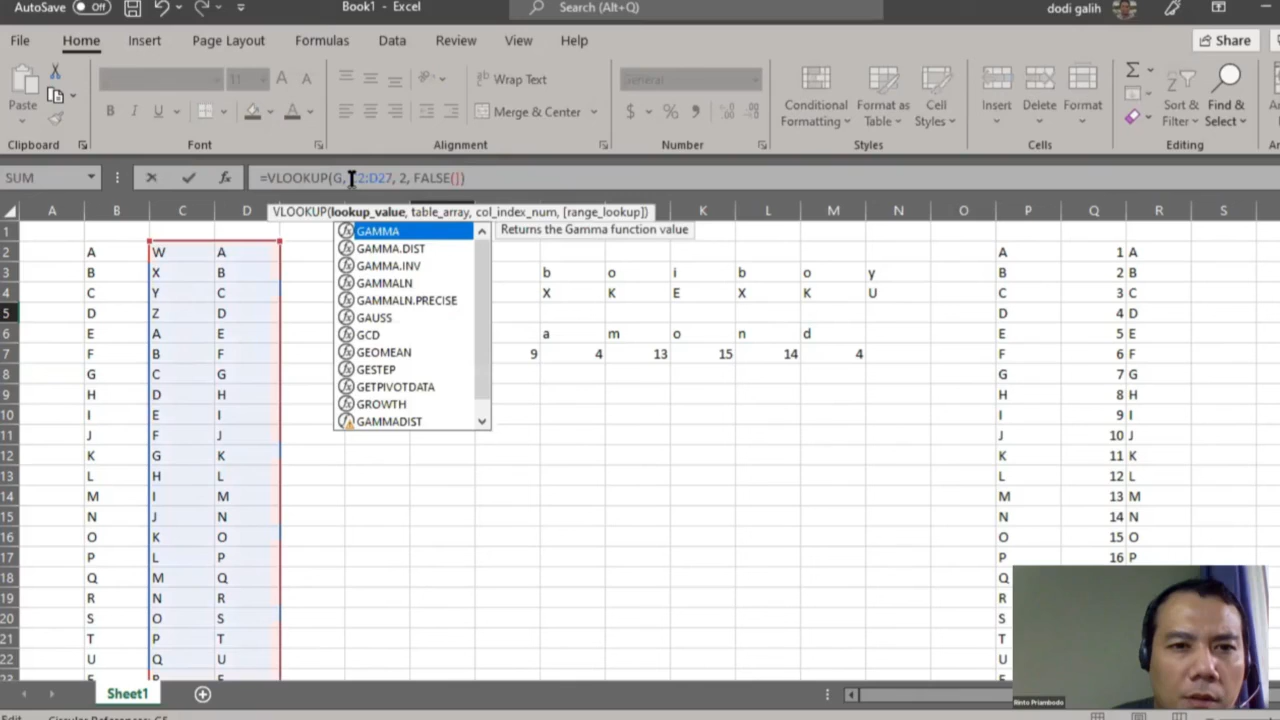 AutoSave Off Book1 - Excel Search (Alt+Q) dodi galih
File Home Insert Page Layout Formulas Data Review View Help Share
Paste 11 A A Wrap Text General Conditional Formatting Format as Table Cell Styles Insert Delete Format Sort & Filter Find & Select
B I U A Merge & Center $ %
Clipboard Font Alignment Number Styles Cells Editing
SUM fx =VLOOKUP(G, 2:D27, 2, FALSE())
VLOOKUP(lookup_value, table_array, col_index_num, [range_lookup])
A B C D K L M N O P Q R S
GAMMA Returns the Gamma function value
GAMMA.DIST
GAMMA.INV
GAMMALN
GAMMALN.PRECISE
GAUSS
GCD
GEOMEAN
GESTEP
GETPIVOTDATA
GROWTH
GAMMADIST
1
2 A W A A 1 A
3 B X B b o i b o y B 2 B
4 C Y C X K E X K U C 3 C
5 D Z D D 4 D
6 E A E a m o n d E 5 E
7 F B F 9 4 13 15 14 4 F 6 F
8 G C G G 7 G
9 H D H H 8 H
10 I E I I 9 I
11 J F J J 10 J
12 K G K K 11 K
13 L H L L 12 L
14 M I M M 13 M
15 N J N N 14 N
16 O K O O 15 O
17 P L P P 16 P
18 Q M Q Q
19 R N R R
20 S O S S
21 T P T T
22 U Q U
Rinto Priambodo
Sheet1